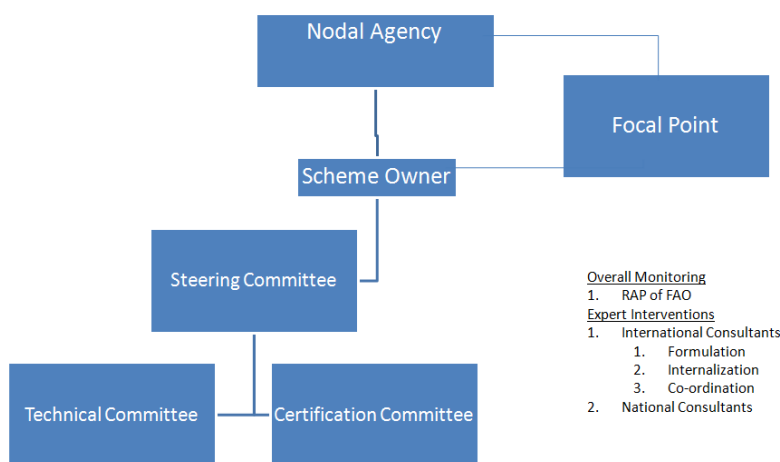 Nodal Agency
Focal Point
Scheme Owner
Steering Committee
Technical Committee
Certification Committee
Overall Monitoring
1. RAP of FAO
Expert Interventions
1. International Consultants
1. Formulation
2. Internalization
3. Co-ordination
2. National Consultants